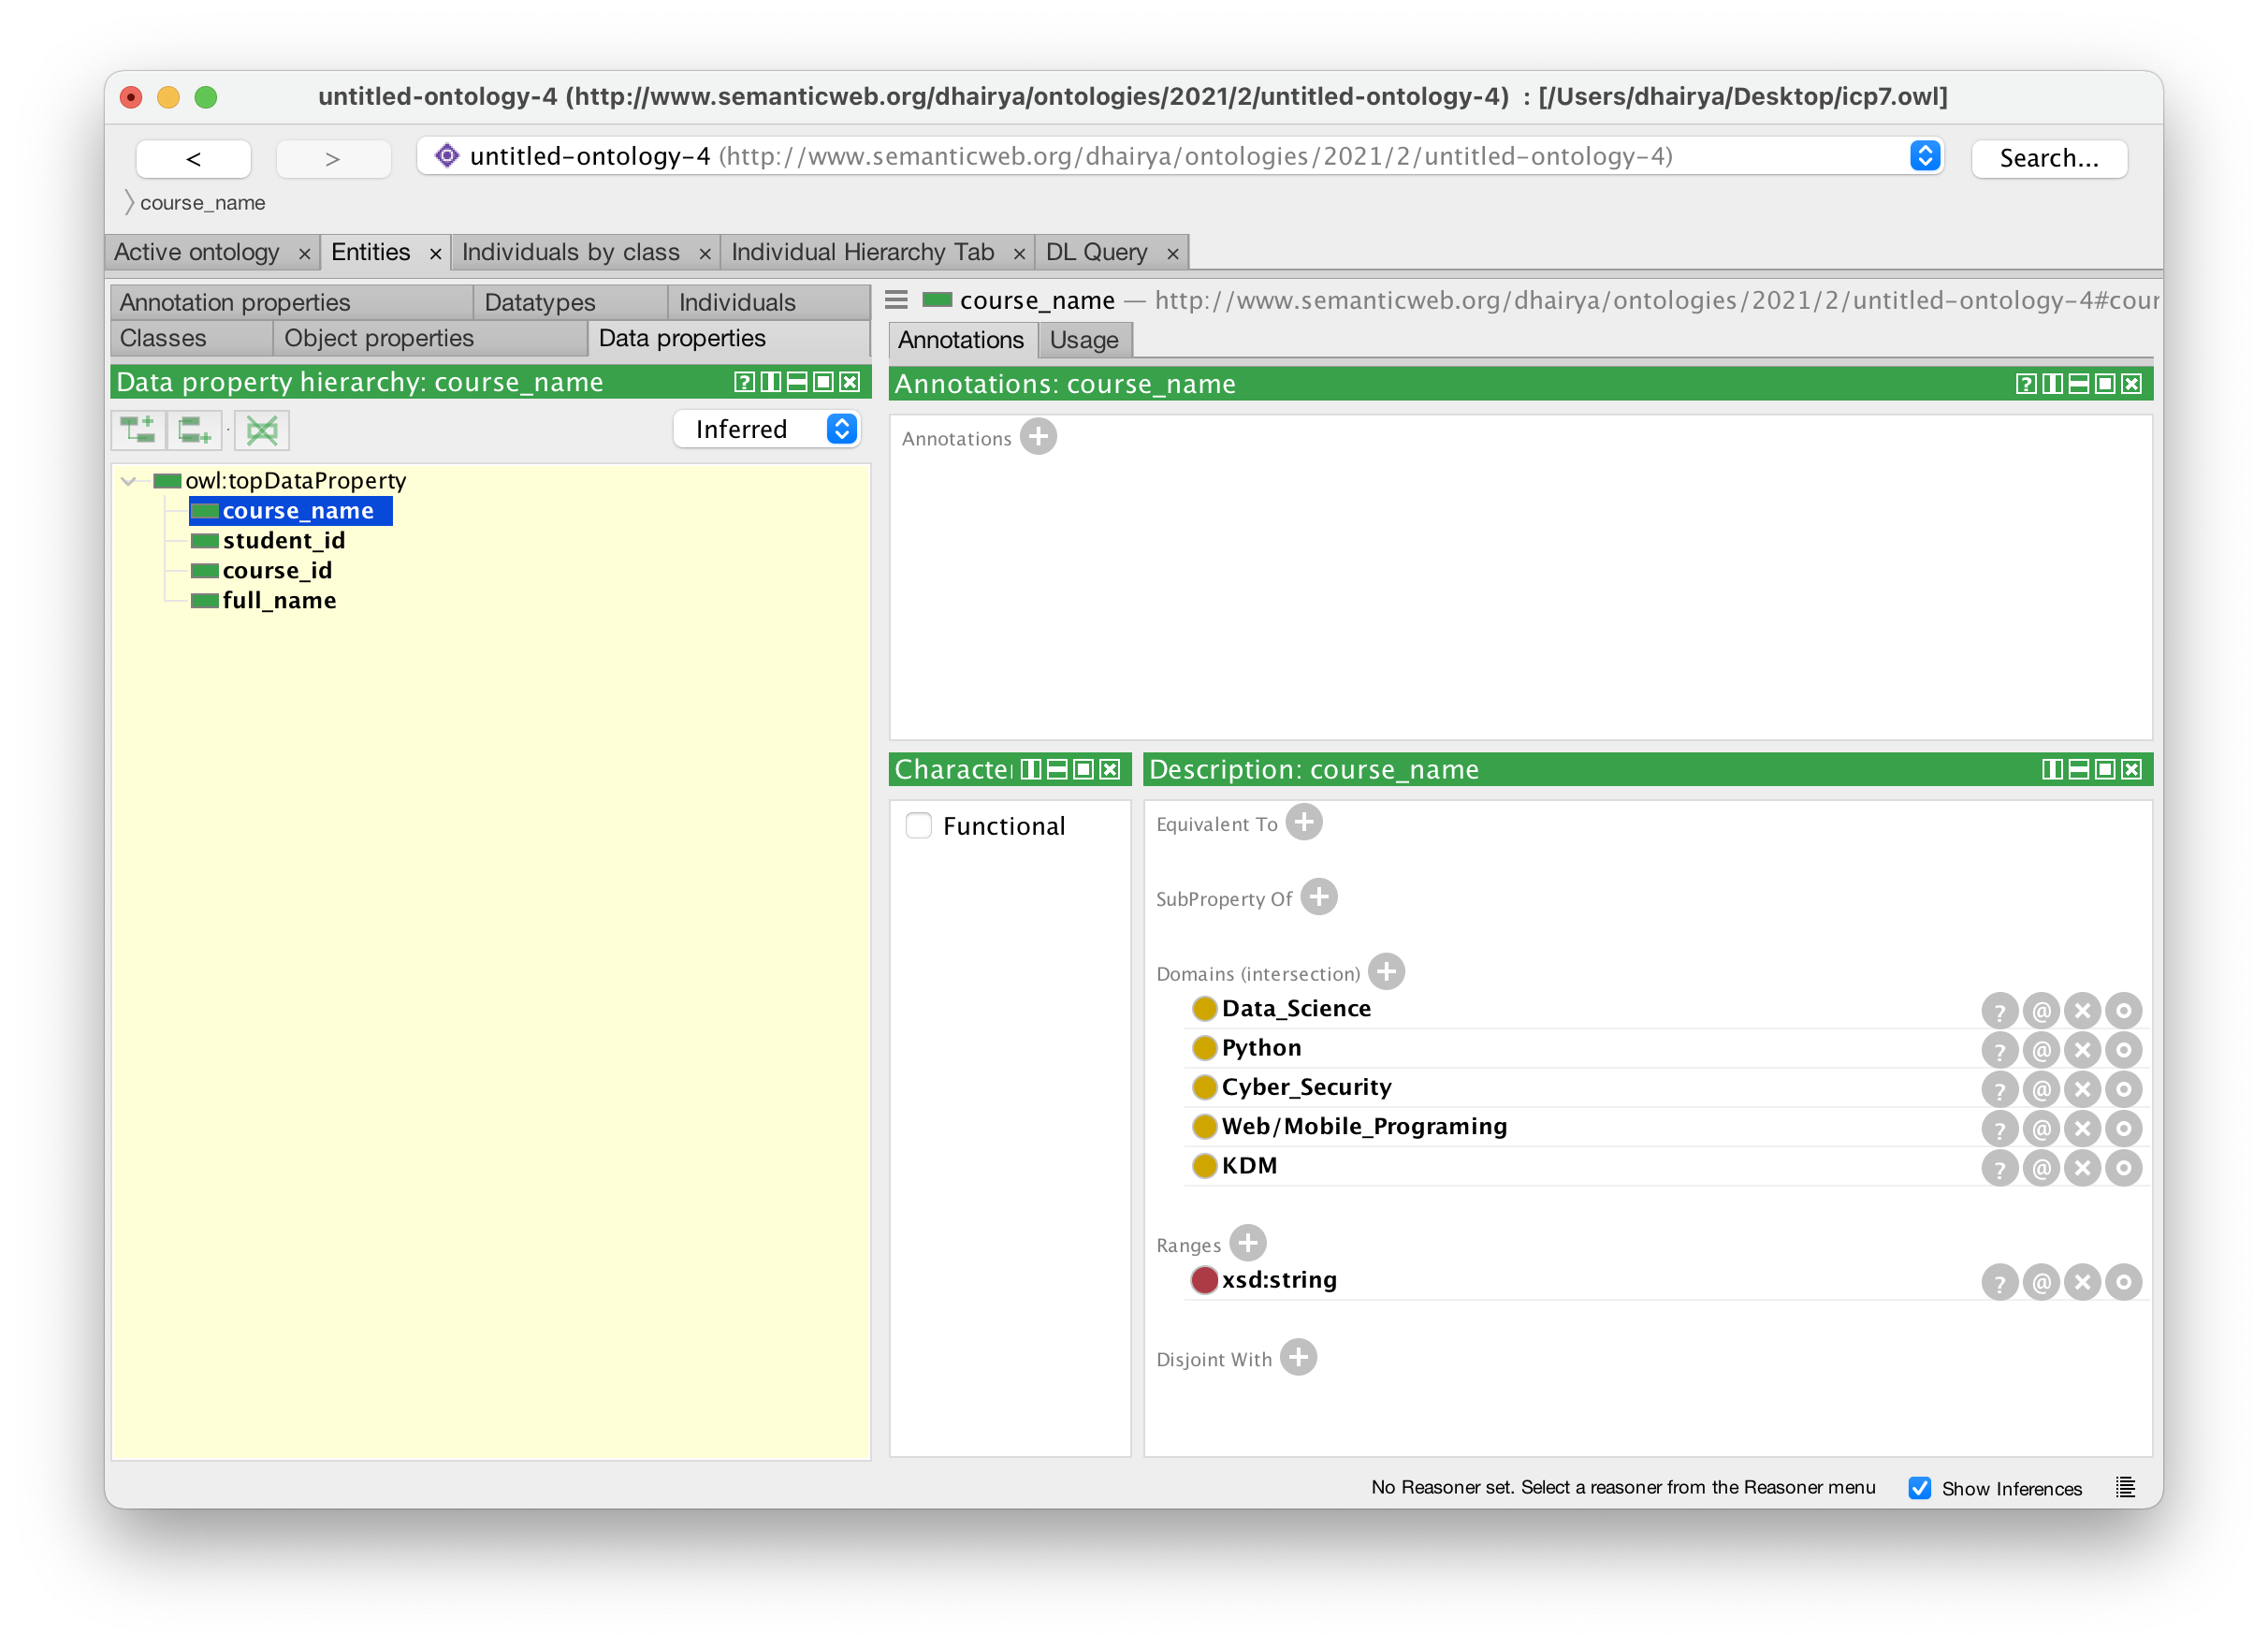 untitled-ontology-4 (http://www.semanticweb.org/dhairya/ontologies/2021/2/untitled-ontology-4) : [/Users/dhairya/Desktop/icp7.owl]
< > untitled-ontology-4 (http://www.semanticweb.org/dhairya/ontologies/2021/2/untitled-ontology-4) Search...
course_name
Active ontology × Entities × Individuals by class × Individual Hierarchy Tab × DL Query ×
Annotation properties Datatypes Individuals
Classes Object properties Data properties
Data property hierarchy: course_name
Inferred
owl:topDataProperty
course_name
student_id
course_id
full_name
course_name — http://www.semanticweb.org/dhairya/ontologies/2021/2/untitled-ontology-4#cour
Annotations Usage
Annotations: course_name
Annotations
Character
Functional
Description: course_name
Equivalent To
SubProperty Of
Domains (intersection)
Data_Science
Python
Cyber_Security
Web/Mobile_Programing
KDM
Ranges
xsd:string
Disjoint With
No Reasoner set. Select a reasoner from the Reasoner menu Show Inferences